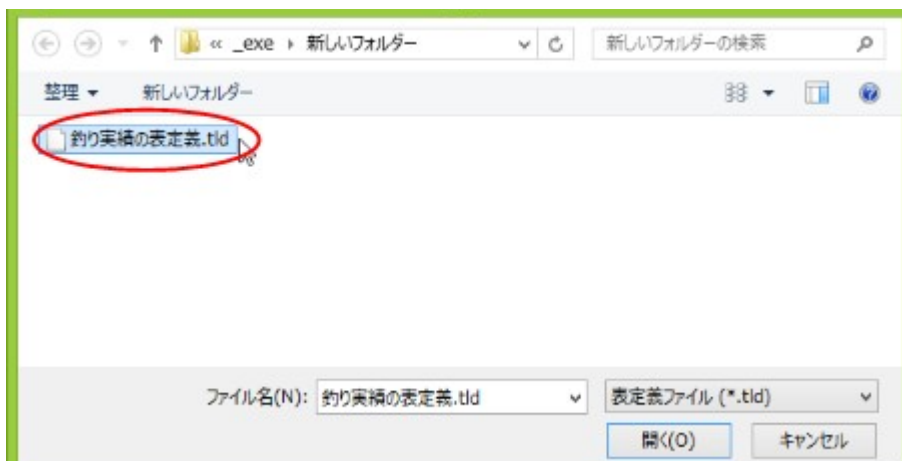 « _exe 新しいフォルダー 新しいフォルダーの検索
整理 新しいフォルダー
釣り実績の表定義.tld
ファイル名(N): 釣り実績の表定義.tld 表定義ファイル (*.tld)
開く(O) キャンセル